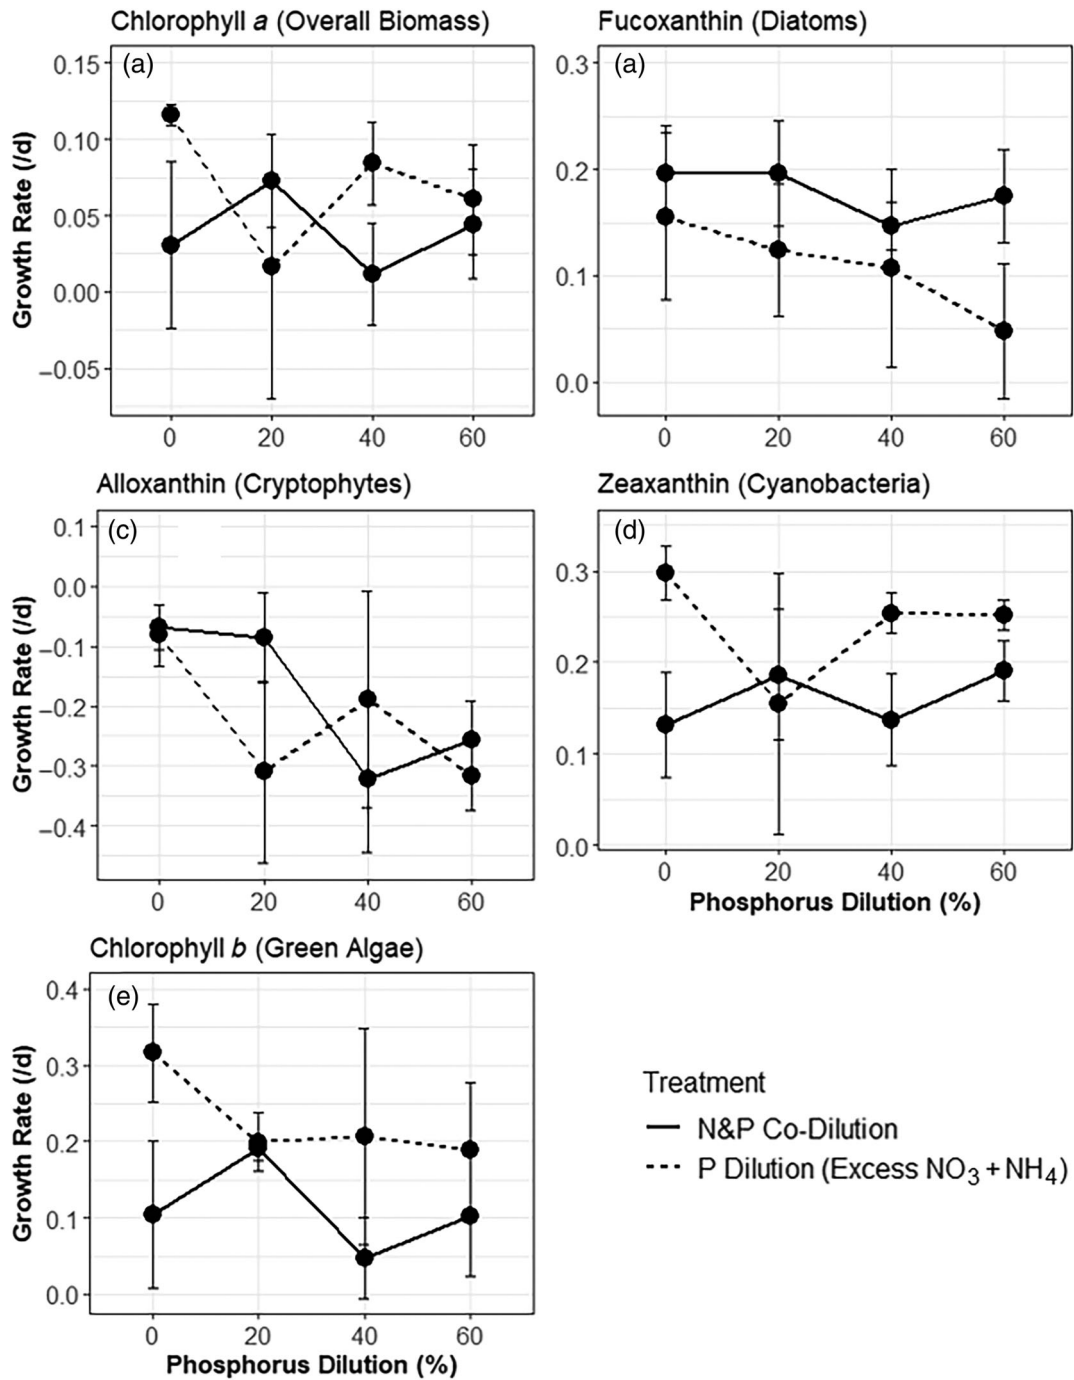 Chlorophyll a (Overall Biomass)
(a)
Growth Rate (/d)
0.15
0.10
0.05
0.00
−0.05
0 20 40 60
Fucoxanthin (Diatoms)
(a)
0.3
0.2
0.1
0.0
0 20 40 60
Alloxanthin (Cryptophytes)
(c)
Growth Rate (/d)
0.1
0.0
−0.1
−0.2
−0.3
−0.4
0 20 40 60
Zeaxanthin (Cyanobacteria)
(d)
0.3
0.2
0.1
0.0
0 20 40 60
Phosphorus Dilution (%)
Chlorophyll b (Green Algae)
(e)
Growth Rate (/d)
0.4
0.3
0.2
0.1
0.0
0 20 40 60
Phosphorus Dilution (%)
Treatment
N&P Co-Dilution
P Dilution (Excess NO3 + NH4)